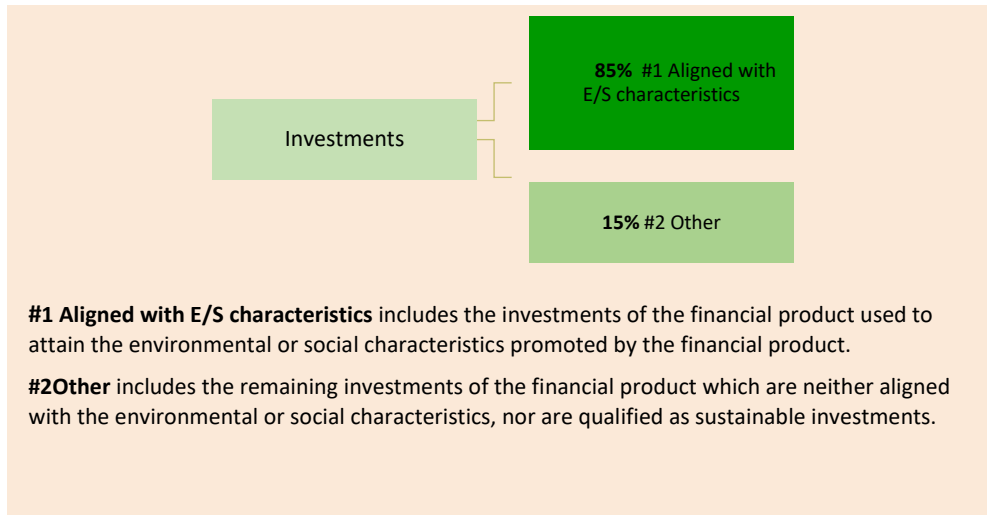 85% #1 Aligned with
E/S characteristics
Investments
15% #2 Other
#1 Aligned with E/S characteristics includes the investments of the financial product used to
attain the environmental or social characteristics promoted by the financial product.
#2Other includes the remaining investments of the financial product which are neither aligned
with the environmental or social characteristics, nor are qualified as sustainable investments.